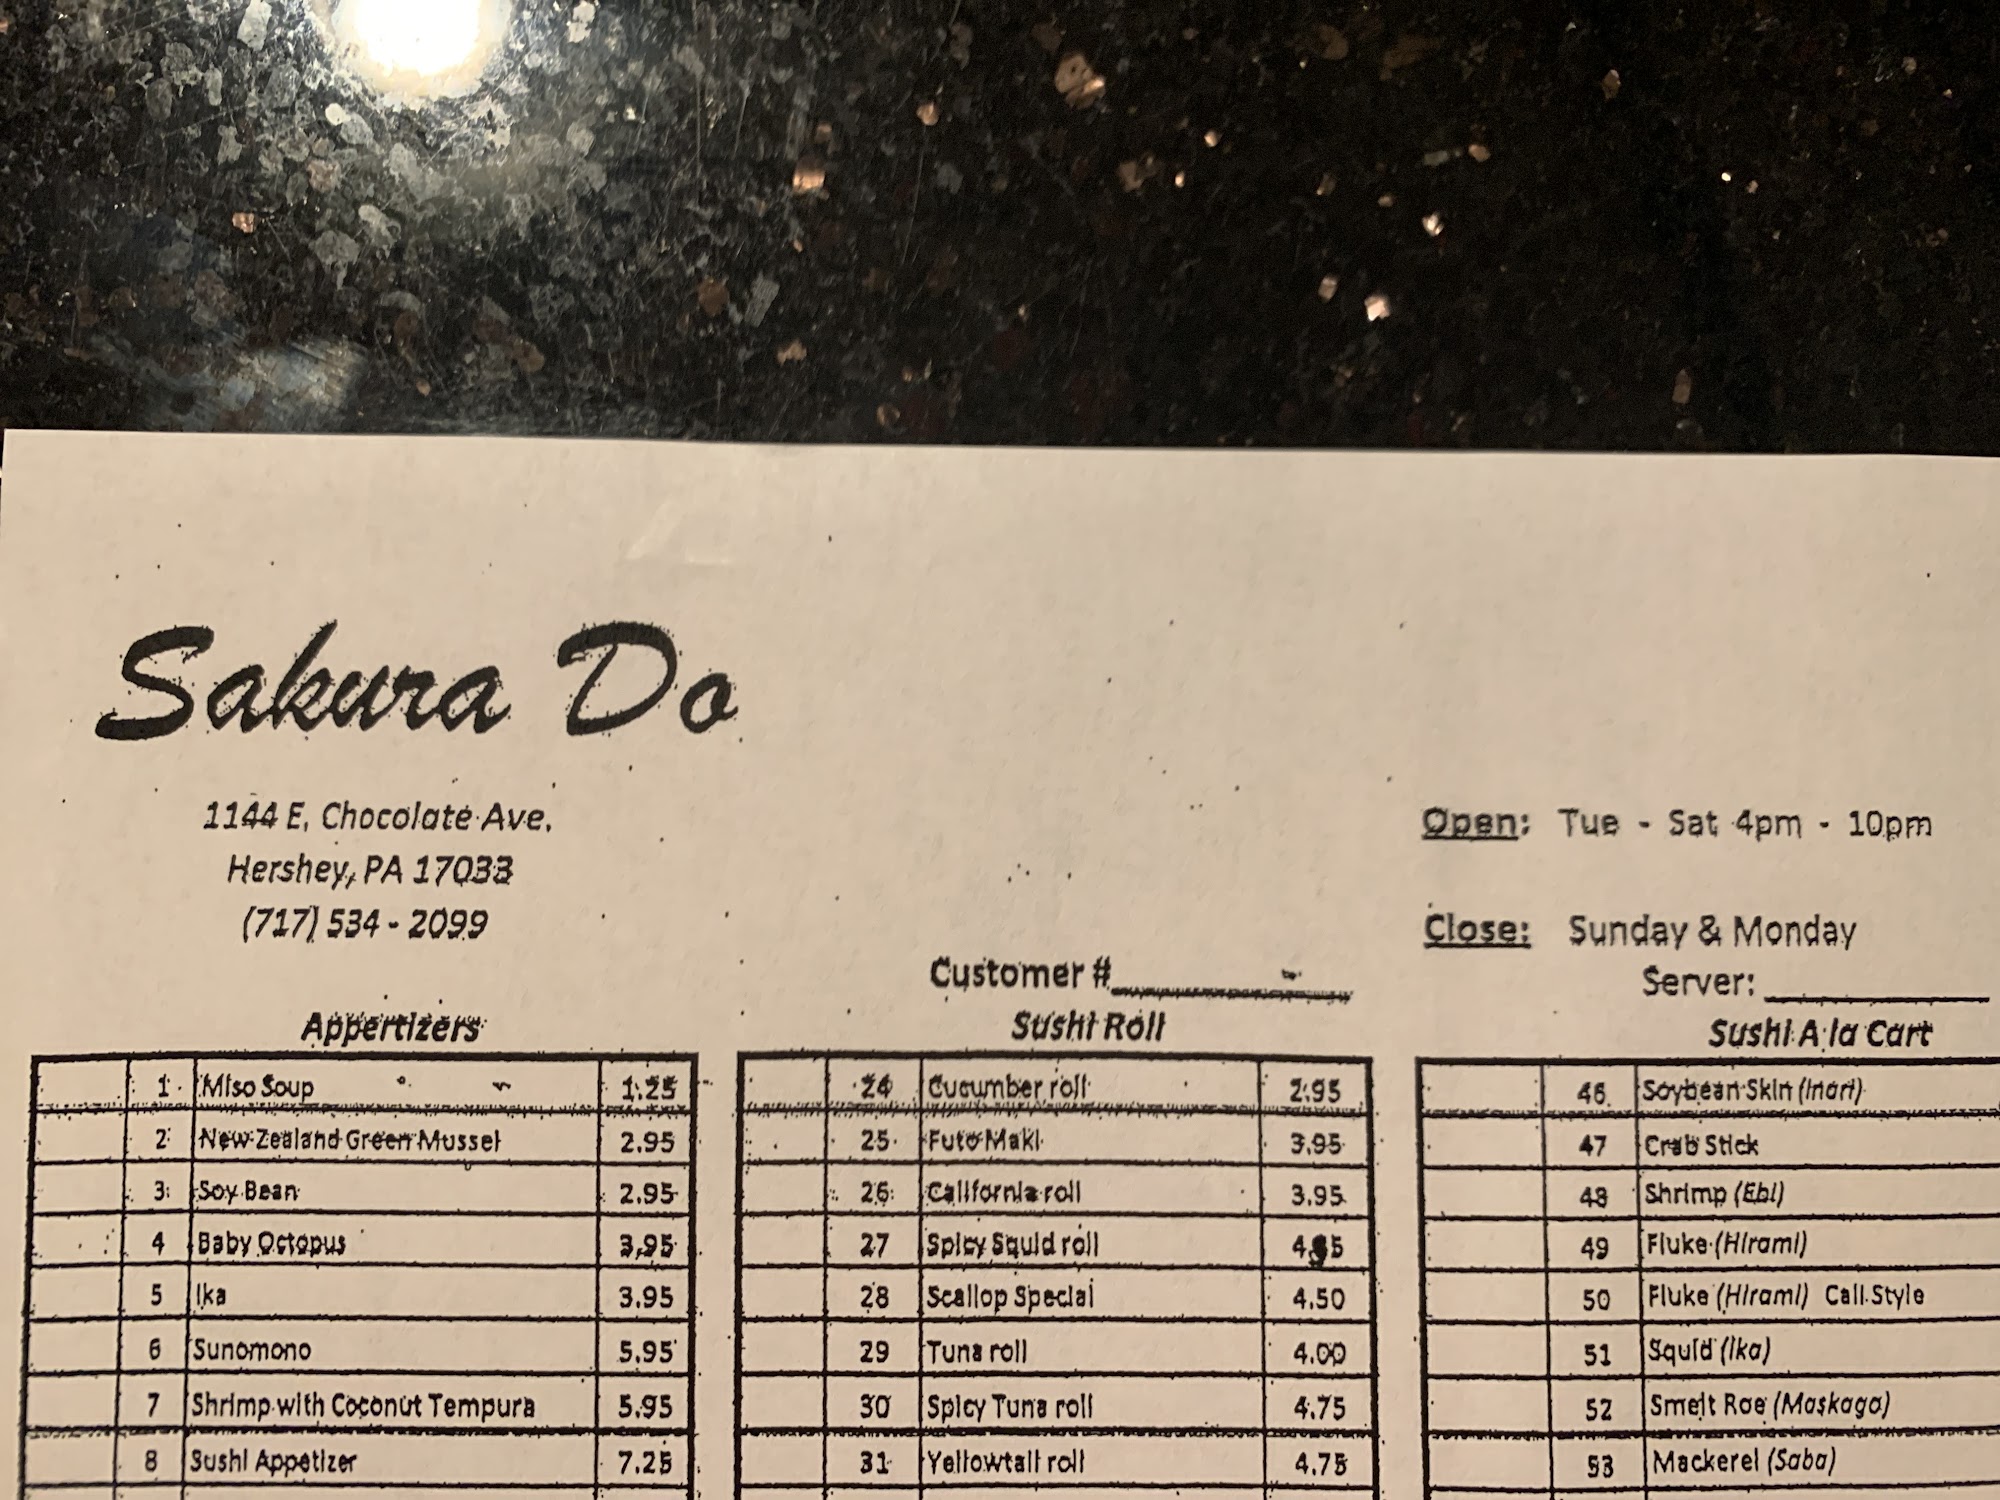 Sakura Do
1144 E. Chocolate Ave.
Hershey, PA 17033
(717) 534 - 2099
Open: Tue - Sat 4pm - 10pm
Close: Sunday & Monday
Customer #
Server:
Appertizers
1 Miso Soup 1.25
2 New Zealand Green Mussel 2.95
3 Soy Bean 2.95
4 Baby Octopus 3.95
5 Ika 3.95
6 Sunomono 5.95
7 Shrimp with Coconut Tempura 5.95
8 Sushi Appetizer 7.25
Sushi Roll
24 Cucumber roll 2.95
25 Futo Maki 3.95
26 California roll 3.95
27 Spicy Squid roll
28 Scallop Special 4.50
29 Tuna roll 4.00
30 Spicy Tuna roll 4.75
31 Yellowtail roll 4.75
Sushi A la Cart
46 Soybean Skin (Inari)
47 Crab Stick
48 Shrimp (Ebi)
49 Fluke (Hirami)
50 Fluke (Hirami) Cali Style
51 Squid (Ika)
52 Smelt Roe (Maskago)
53 Mackerel (Saba)